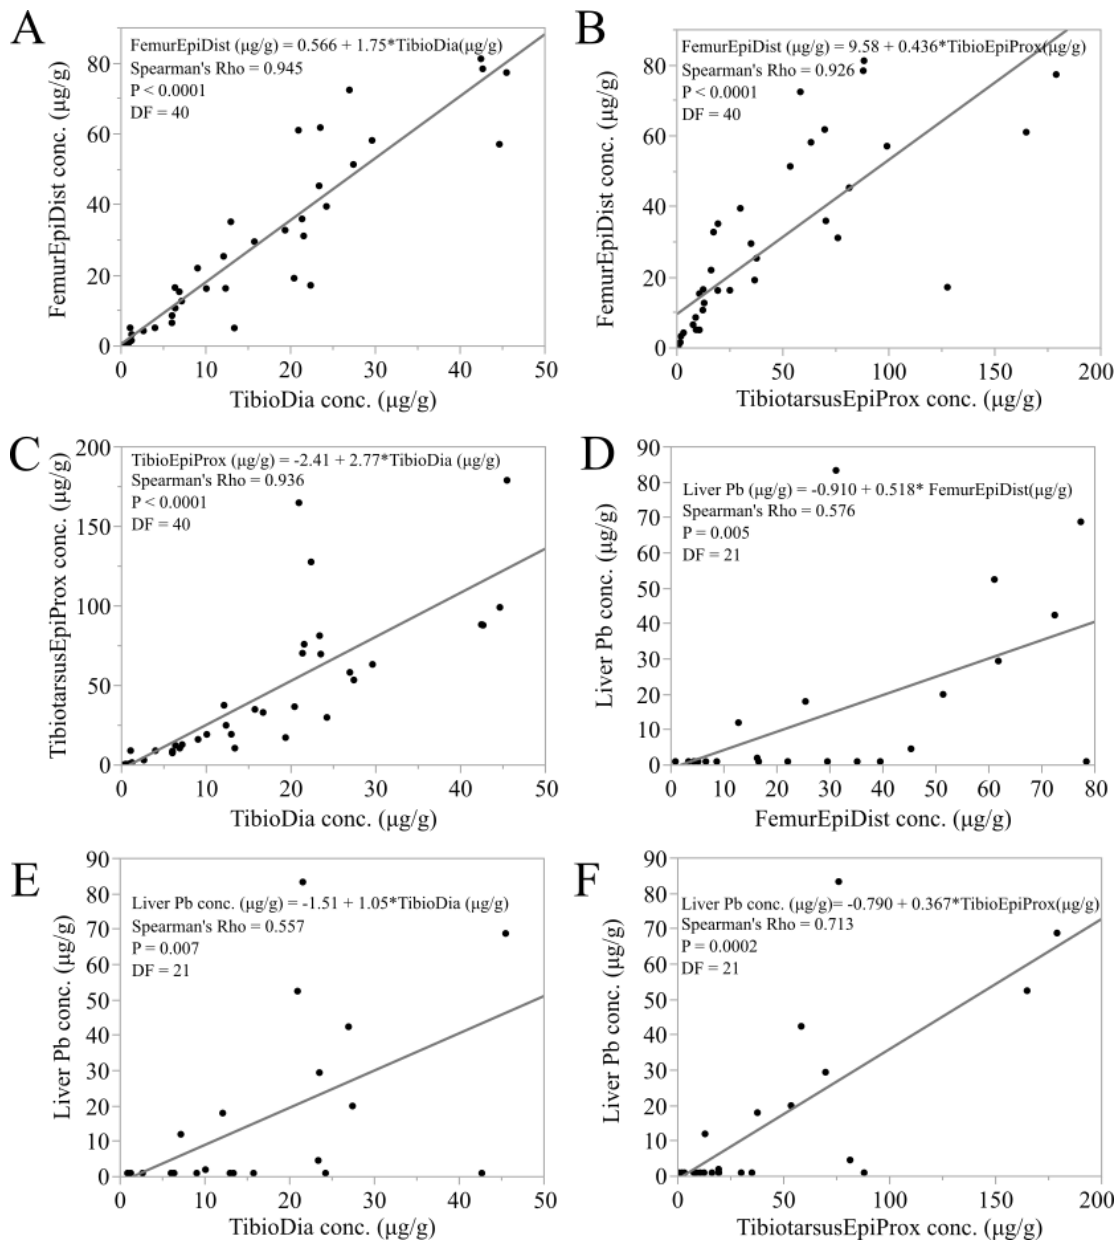 A
FemurEpiDist (μg/g) = 0.566 + 1.75*TibioDia(μg/g)
Spearman's Rho = 0.945
P < 0.0001
DF = 40
FemurEpiDist conc. (μg/g)
80
60
40
20
0
0 10 20 30 40 50
TibioDia conc. (μg/g)
B
FemurEpiDist (μg/g) = 9.58 + 0.436*TibioEpiProx(μg/g)
Spearman's Rho = 0.926
P < 0.0001
DF = 40
FemurEpiDist conc. (μg/g)
80
60
40
20
0
0 50 100 150 200
TibiotarsusEpiProx conc. (μg/g)
C
TibioEpiProx (μg/g) = -2.41 + 2.77*TibioDia (μg/g)
Spearman's Rho = 0.936
P < 0.0001
DF = 40
TibiotarsusEpiProx conc. (μg/g)
200
150
100
50
0
0 10 20 30 40 50
TibioDia conc. (μg/g)
D
Liver Pb (μg/g) = -0.910 + 0.518* FemurEpiDist(μg/g)
Spearman's Rho = 0.576
P = 0.005
DF = 21
Liver Pb conc. (μg/g)
90
80
70
60
50
40
30
20
10
0
0 10 20 30 40 50 60 70 80
FemurEpiDist conc. (μg/g)
E
Liver Pb conc. (μg/g) = -1.51 + 1.05*TibioDia (μg/g)
Spearman's Rho = 0.557
P = 0.007
DF = 21
Liver Pb conc. (μg/g)
90
80
70
60
50
40
30
20
10
0
0 10 20 30 40 50
TibioDia conc. (μg/g)
F
Liver Pb conc. (μg/g)= -0.790 + 0.367*TibioEpiProx(μg/g)
Spearman's Rho = 0.713
P = 0.0002
DF = 21
Liver Pb conc. (μg/g)
90
80
70
60
50
40
30
20
10
0
0 50 100 150 200
TibiotarsusEpiProx conc. (μg/g)